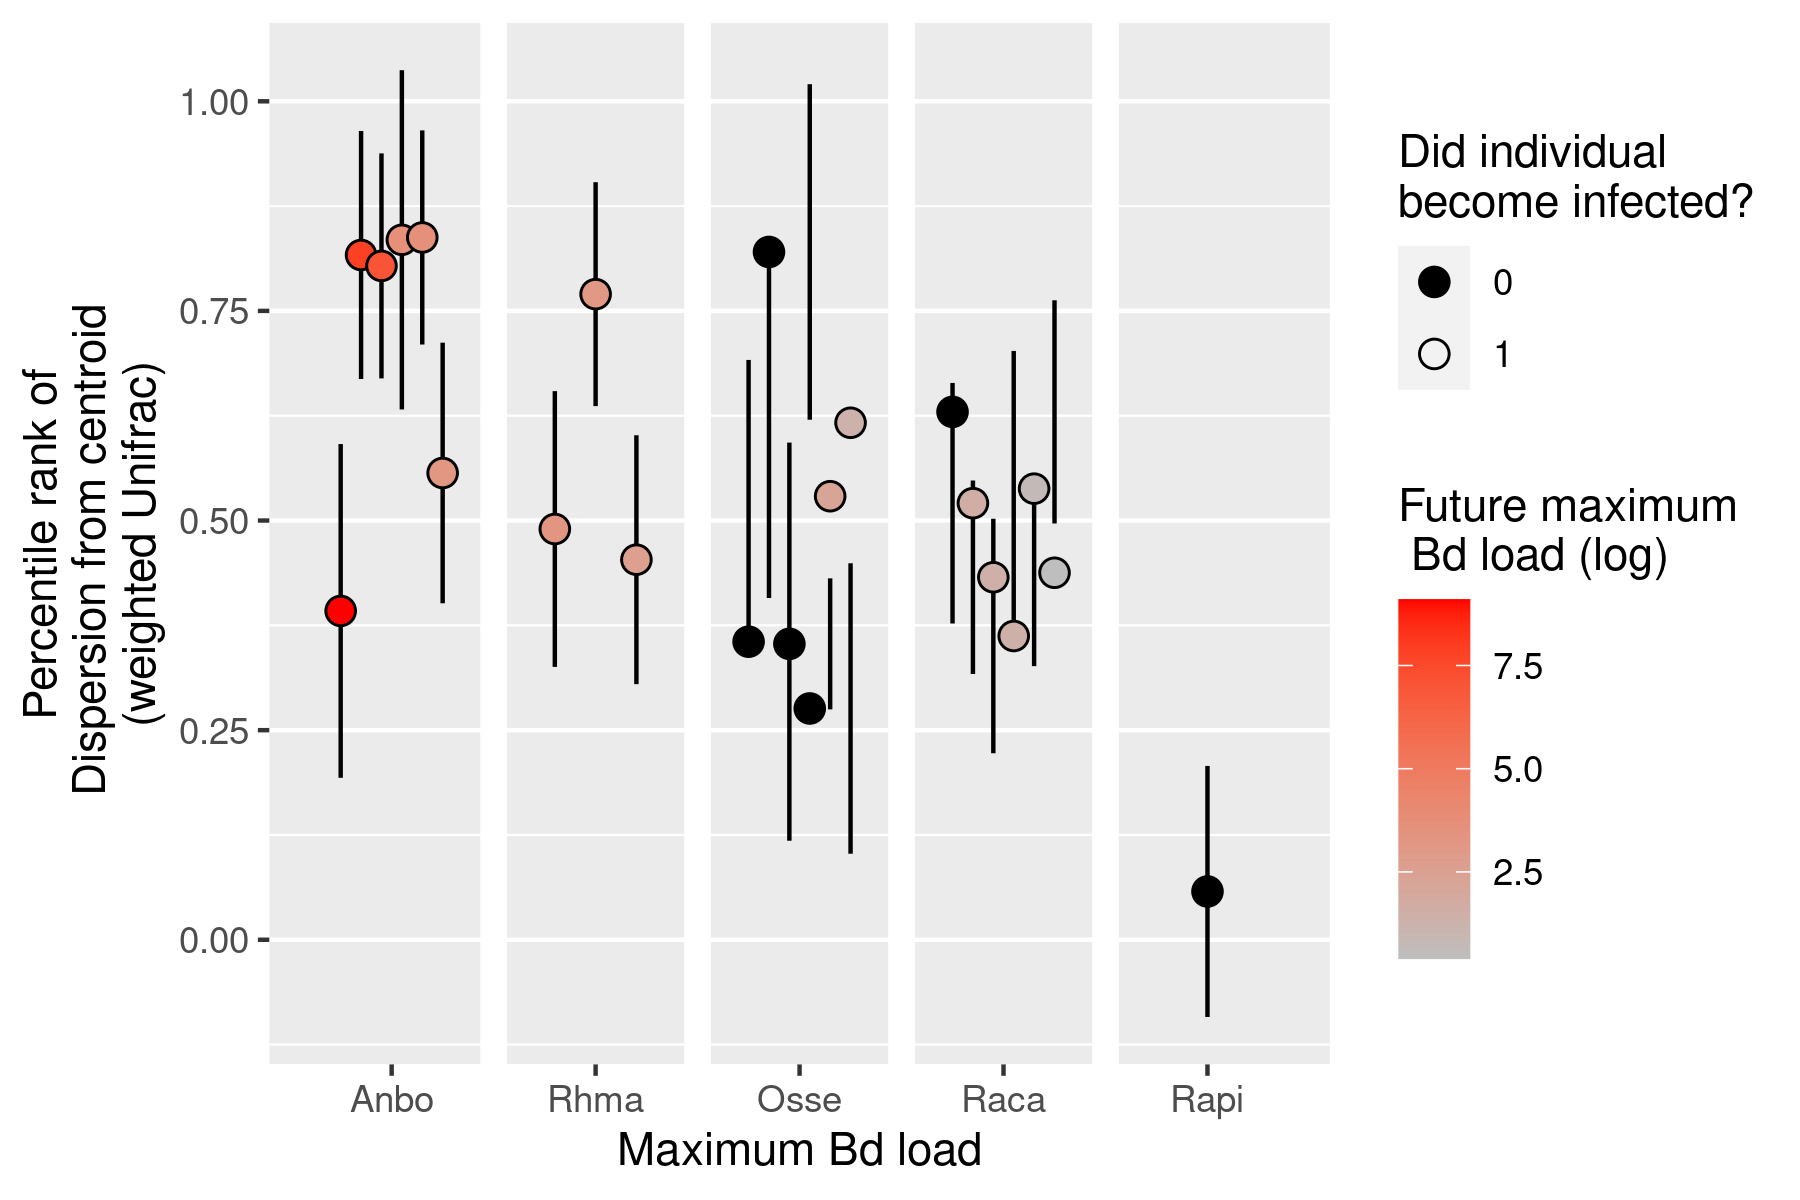 Percentile rank of
Dispersion from centroid
(weighted Unifrac)
1.00
0.75
0.50
0.25
0.00
Anbo
Rhma
Osse
Raca
Rapi
Maximum Bd load
Did individual
become infected?
0
1
Future maximum
Bd load (log)
7.5
5.0
2.5